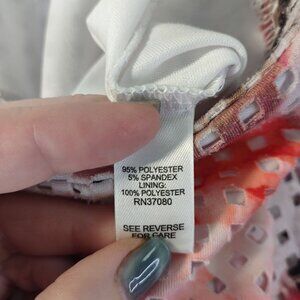 95% POLYESTER
5% SPANDEX
LINING:
100% POLYESTER
RN37080
SEE REVERSE
FOR CARE